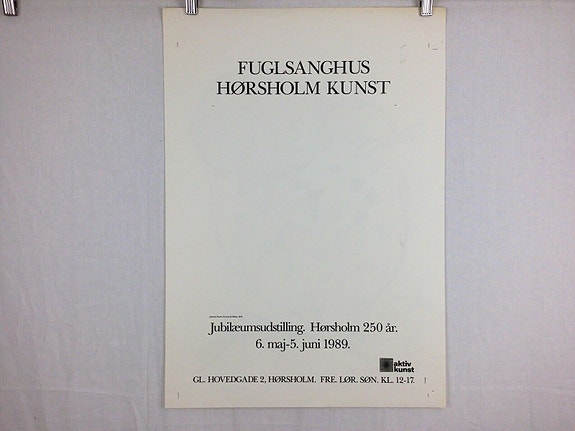 FUGLSANGHUS
HØRSHOLM KUNST
Jubilæumsudstilling. Hørsholm 250 år.
6. maj-5. juni 1989.
aktiv
kunst
GL. HOVEDGADE 2, HØRSHOLM. FRE. LØR. SØN. KL. 12-17.